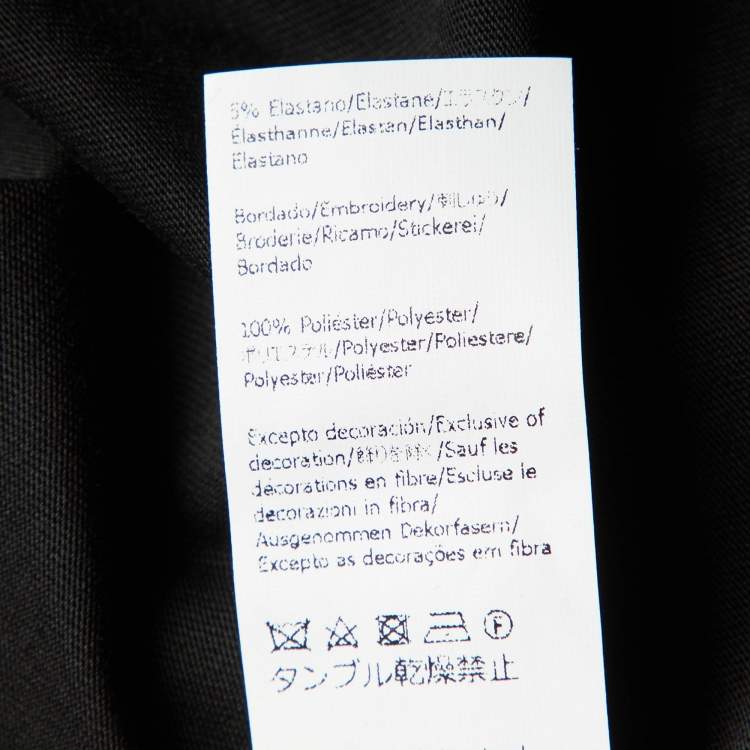 % Elastano/Elastane/エラスタン/
Élasthanne/Elastan/Elasthan/
Elastano
Bordado/Embroidery/刺しゅう/
Broderie/Ricamo/Stickerei/
Bordado
100% Poliéster/Polyester/
ポリエステル/Polyester/Poliestere/
Polyester/Poliéster
Excepto decoración/Exclusive of
decoration/飾りを除く/Sauf les
décorations en fibre/Escluse le
decorazioni in fibra/
Ausgenommen Dekorfasern/
Excepto as decorações em fibra
F
タンブル乾燥禁止